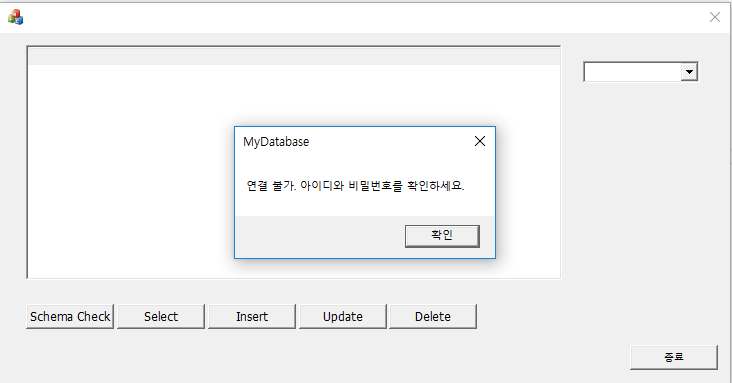 MyDatabase
연결 불가. 아이디와 비밀번호를 확인하세요.
확인
Schema Check
Select
Insert
Update
Delete
종료